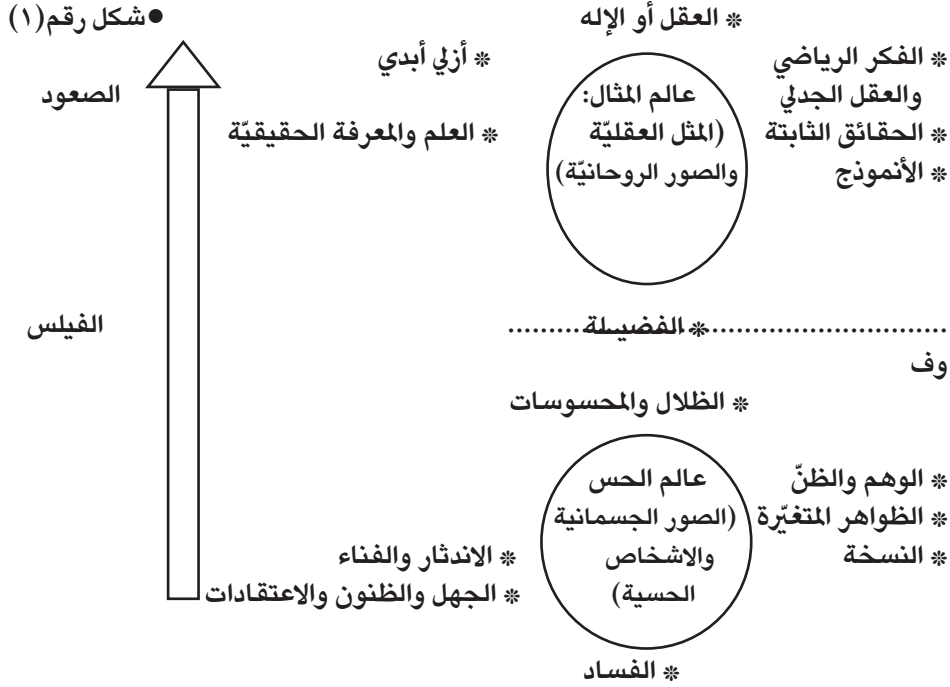 ●شكل رقم(١)
❊ العقل أو الإله
❊ الفكر الرياضي
والعقل الجدلي
❊ الحقائق الثابتة
❊ الأنموذج
عالم المثال:
(المثل العقليّة
والصور الروحانيّة)
❊ أزلي أبدي
❊ العلم والمعرفة الحقيقيّة
الصعود
..............................❊ الفضيلة..........
الفيلس
وف
❊ الظلال والمحسوسات
❊ الوهم والظنّ
❊ الظواهر المتغيّرة
❊ النسخة
عالم الحس
(الصور الجسمانية
والاشخاص
الحسية)
❊ الاندثار والفناء
❊ الجهل والظنون والاعتقادات
❊ الفساد